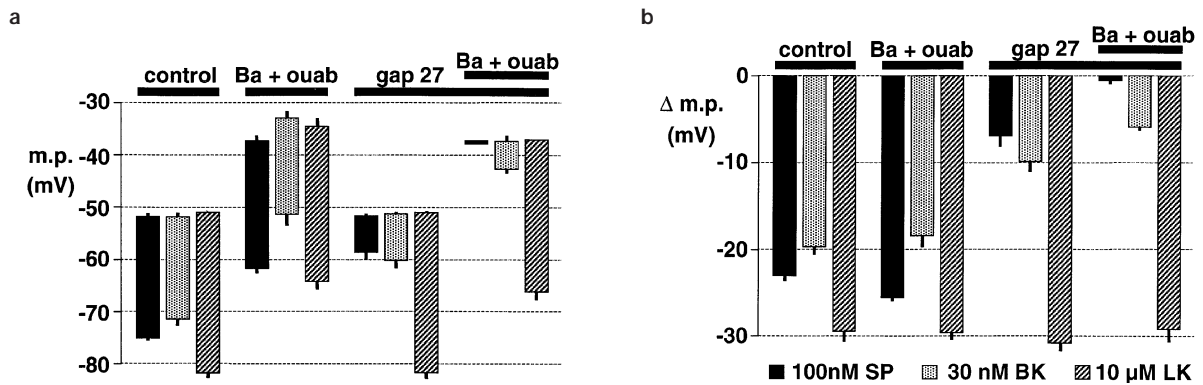 a
control
Ba + ouab
gap 27
Ba + ouab
m.p.
(mV)
-30
-40
-50
-60
-70
-80
b
control
Ba + ouab
gap 27
Ba + ouab
Δ m.p.
(mV)
0
-10
-20
-30
100nM SP
30 nM BK
10 µM LK